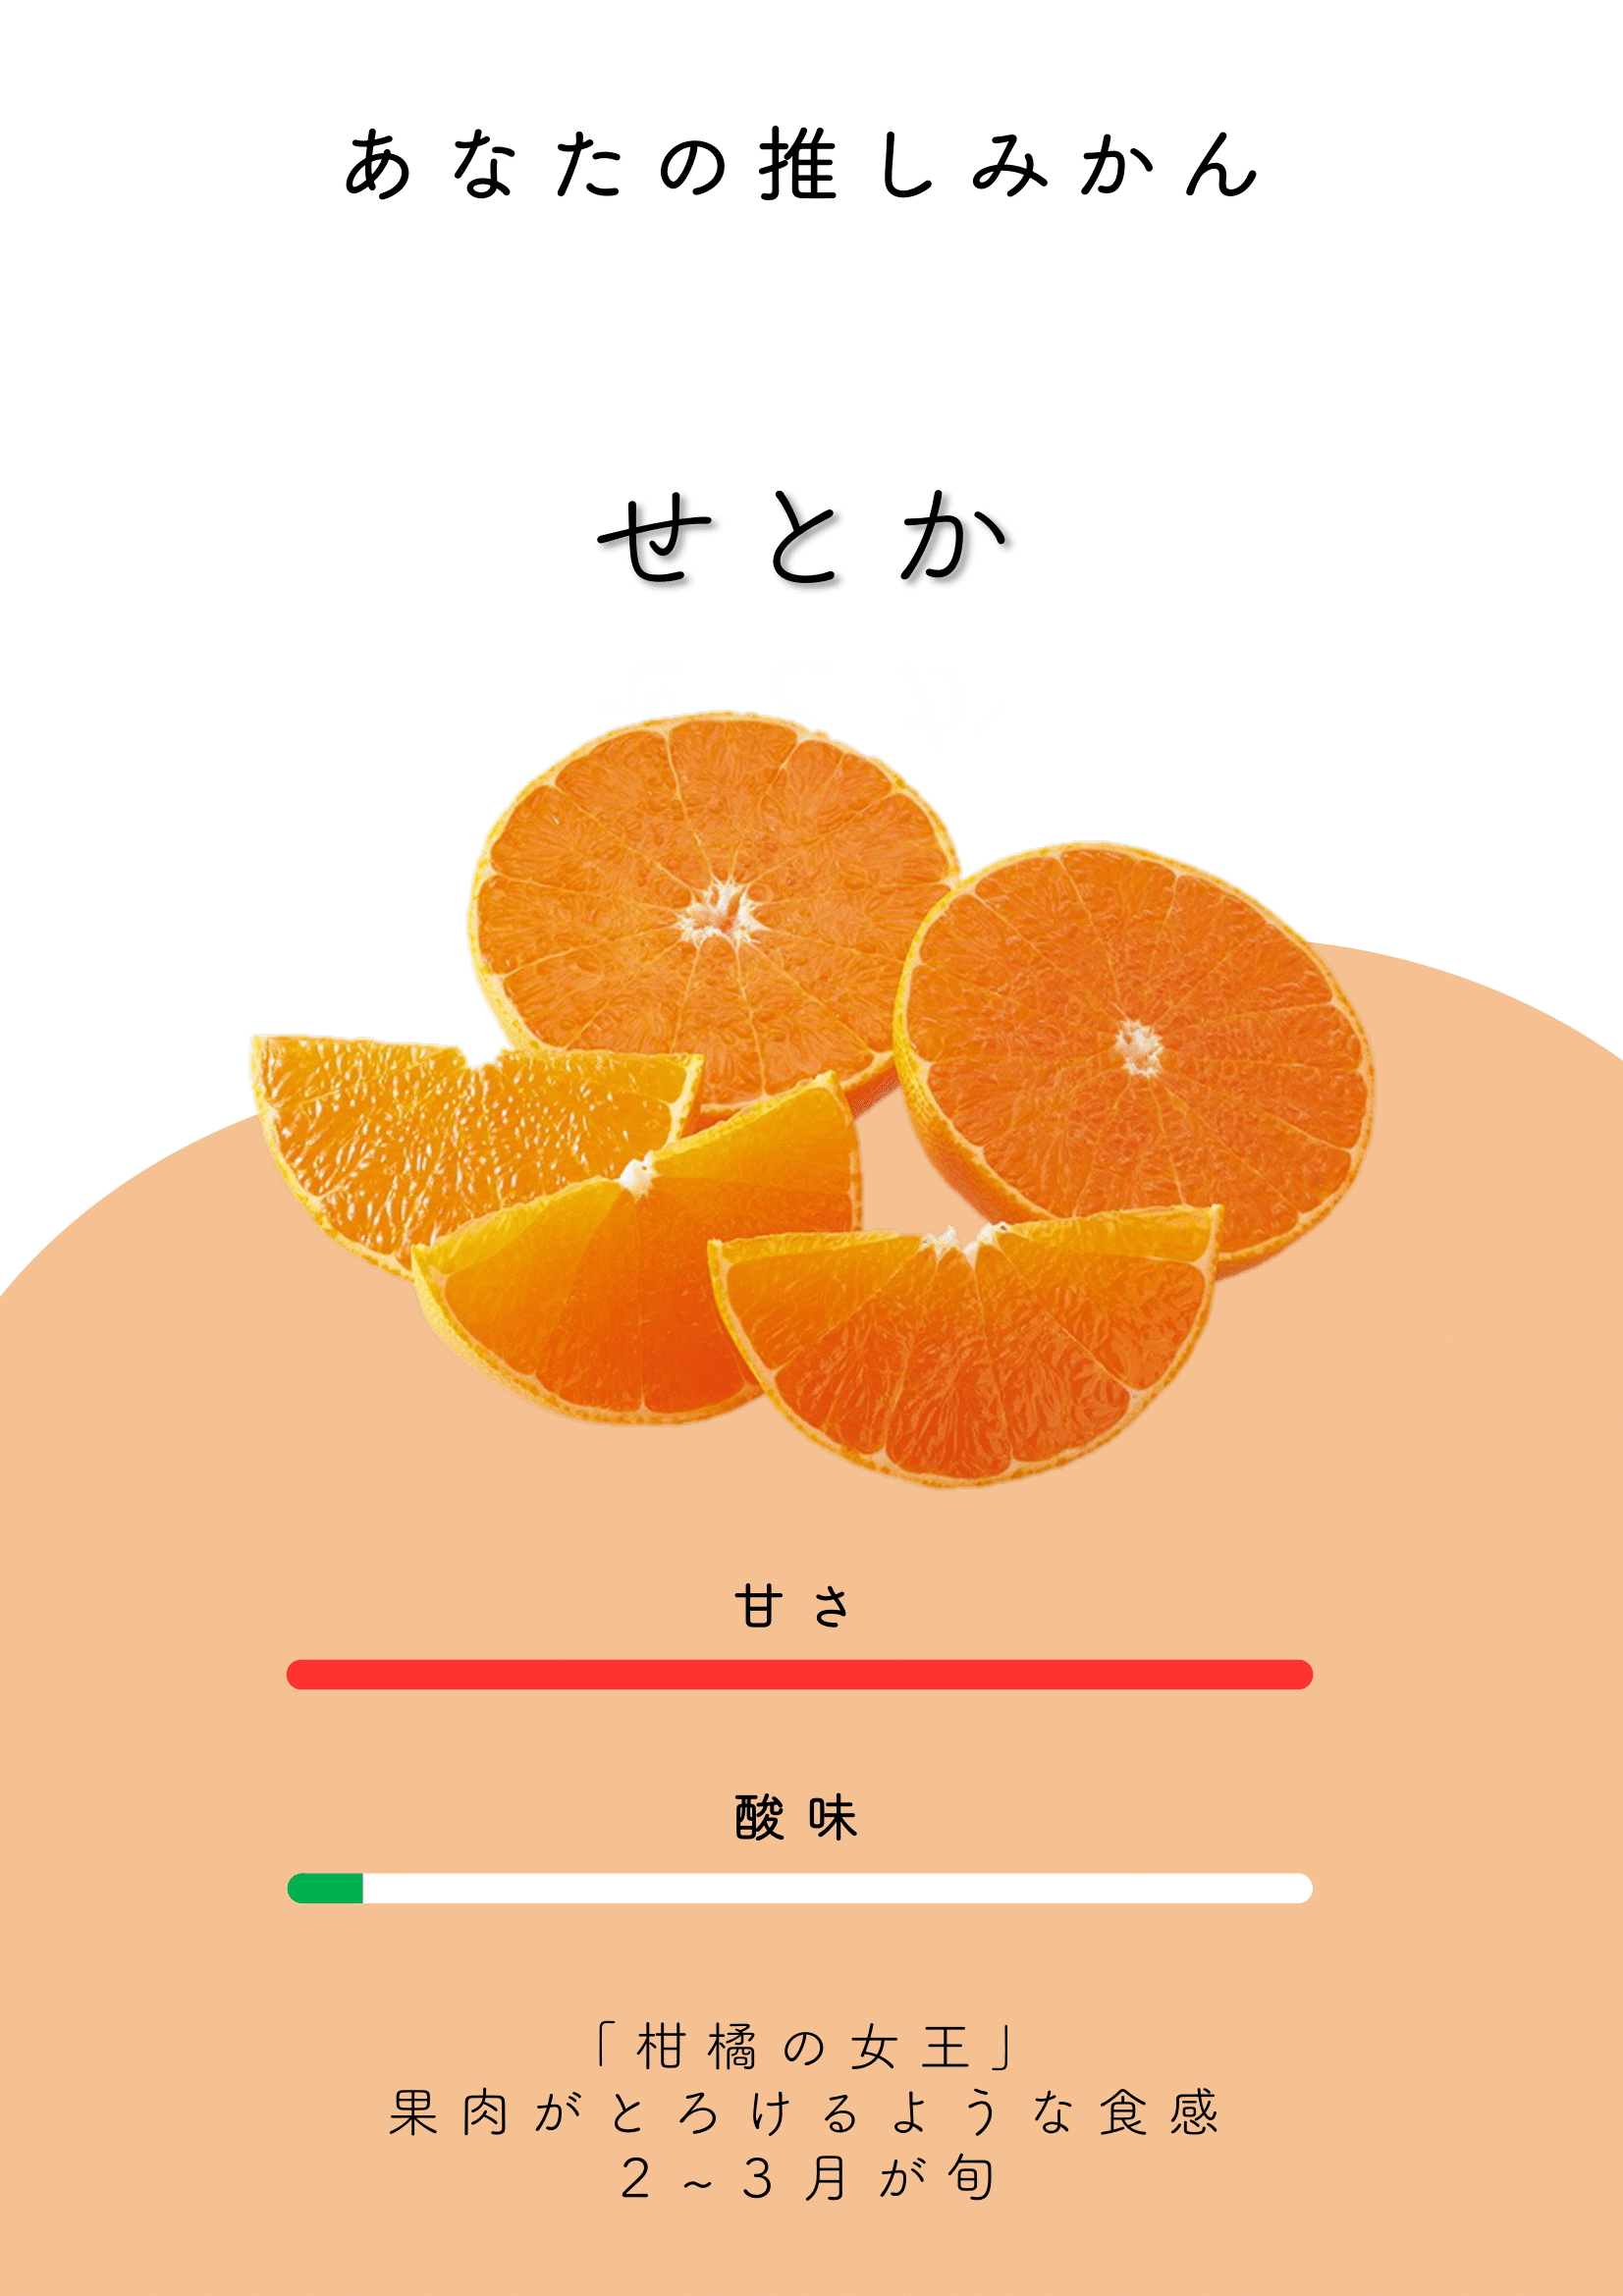 あなたの推しみかん
せとか
甘さ
酸味
「柑橘の女王」
果肉がとろけるような食感
2~3月が旬